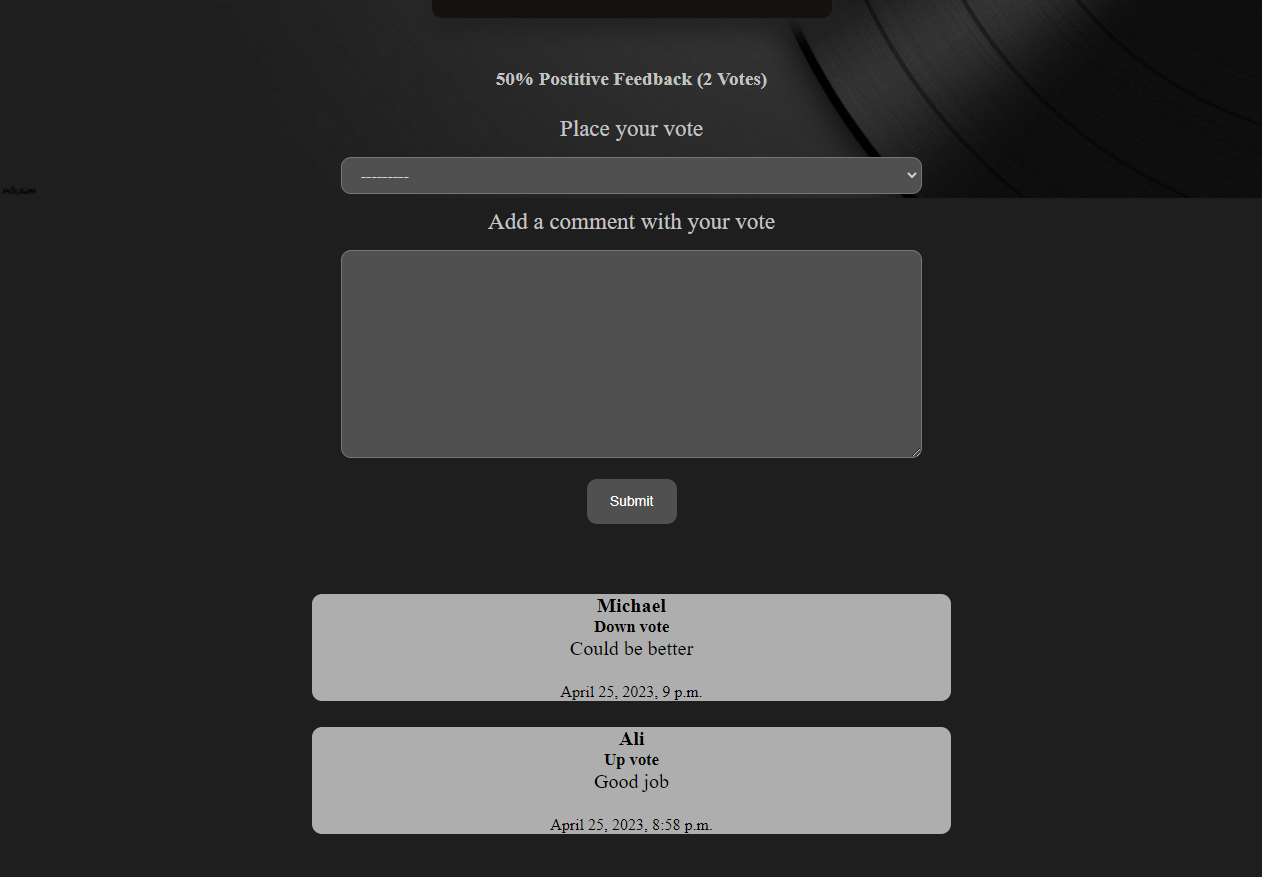 50% Postitive Feedback (2 Votes)
Place your vote
---------
Add a comment with your vote
Submit
Michael
Down vote
Could be better
April 25, 2023, 9 p.m.
Ali
Up vote
Good job
April 25, 2023, 8:58 p.m.